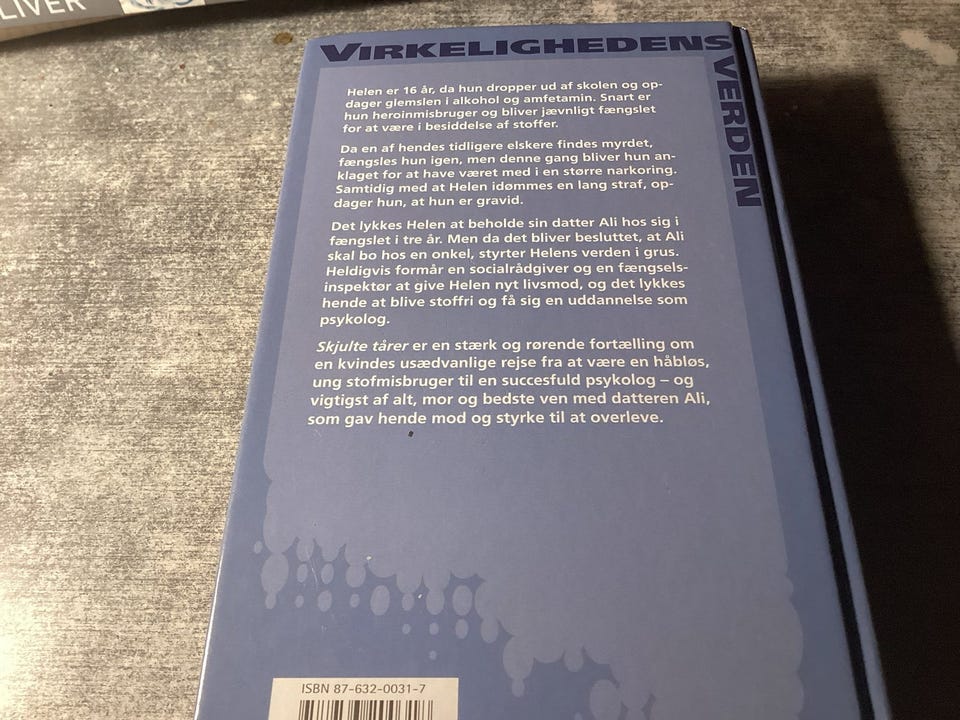 LIVER
VIRKELIGHEDENS
VERDEN
Helen er 16 år, da hun dropper ud af skolen og op-
dager glemslen i alkohol og amfetamin. Snart er
hun heroinmisbruger og bliver jævnligt fængslet
for at være i besiddelse af stoffer.
Da en af hendes tidligere elskere findes myrdet,
fængsles hun igen, men denne gang bliver hun an-
klaget for at have været med i en større narkoring.
Samtidig med at Helen idømmes en lang straf, op-
dager hun, at hun er gravid.
Det lykkes Helen at beholde sin datter Ali hos sig i
fængslet i tre år. Men da det bliver besluttet, at Ali
skal bo hos en onkel, styrter Helens verden i grus.
Heldigvis formår en socialrådgiver og en fængsels-
inspektør at give Helen nyt livsmod, og det lykkes
hende at blive stoffri og få sig en uddannelse som
psykolog.
Skjulte tårer er en stærk og rørende fortælling om
en kvindes usædvanlige rejse fra at være en håbløs,
ung stofmisbruger til en succesfuld psykolog – og
vigtigst af alt, mor og bedste ven med datteren Ali,
som gav hende mod og styrke til at overleve.
ISBN 87-632-0031-7